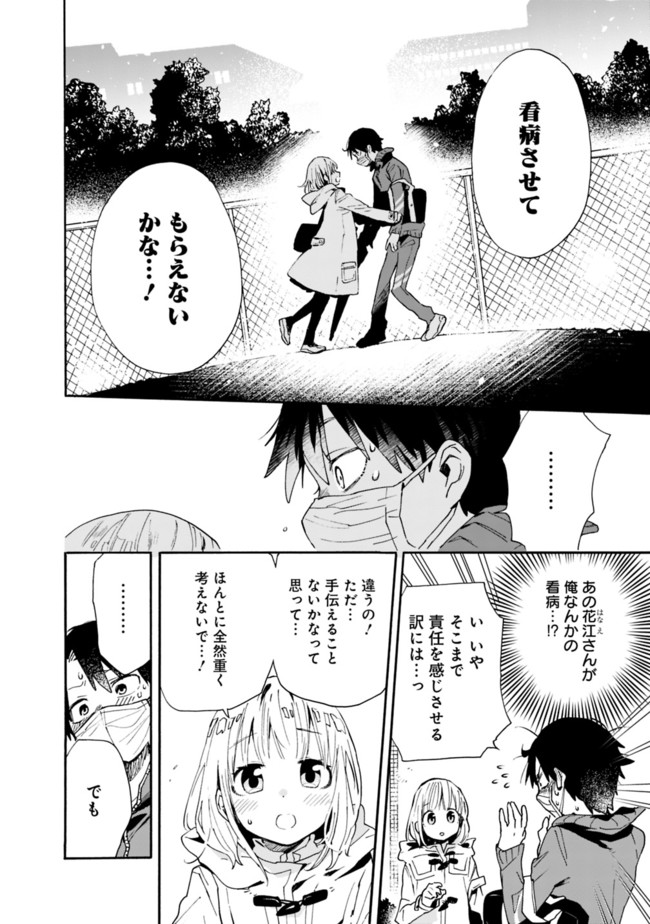 看病させて
もらえない
かな…！
………
あの花江さんが
はなえ
俺なんかの
看病…!?
い いや
そこまで
責任を感じさせる
訳には…っ
違うの！
ただ…
手伝えること
ないかなって
思って…
ほんとに全然重く
考えないで…！
………
でも